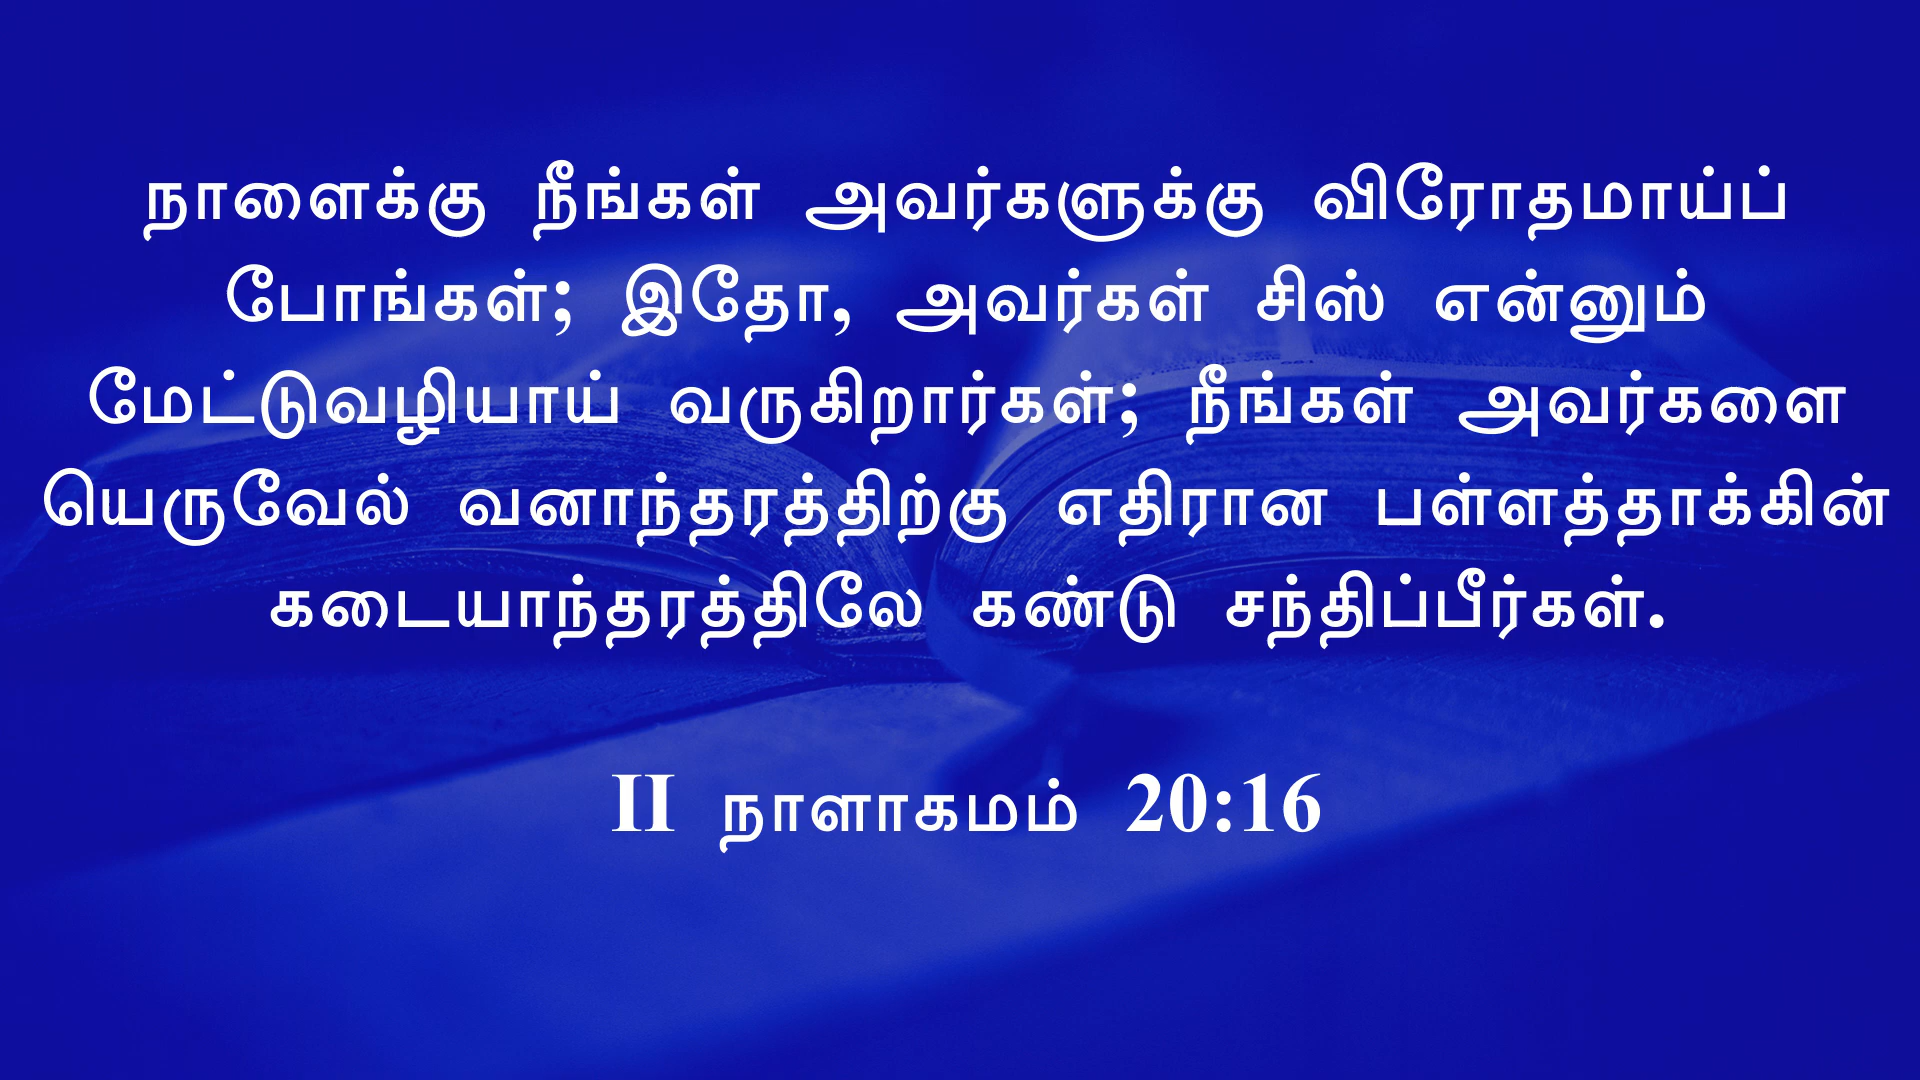 நாளைக்கு நீங்கள் அவர்களுக்கு விரோதமாய்ப்
போங்கள்; இதோ, அவர்கள் சிஸ் என்னும்
மேட்டுவழியாய் வருகிறார்கள்; நீங்கள் அவர்களை
யெருவேல் வனாந்தரத்திற்கு எதிரான பள்ளத்தாக்கின்
கடையாந்தரத்திலே கண்டு சந்திப்பீர்கள்.
II நாளாகமம் 20:16